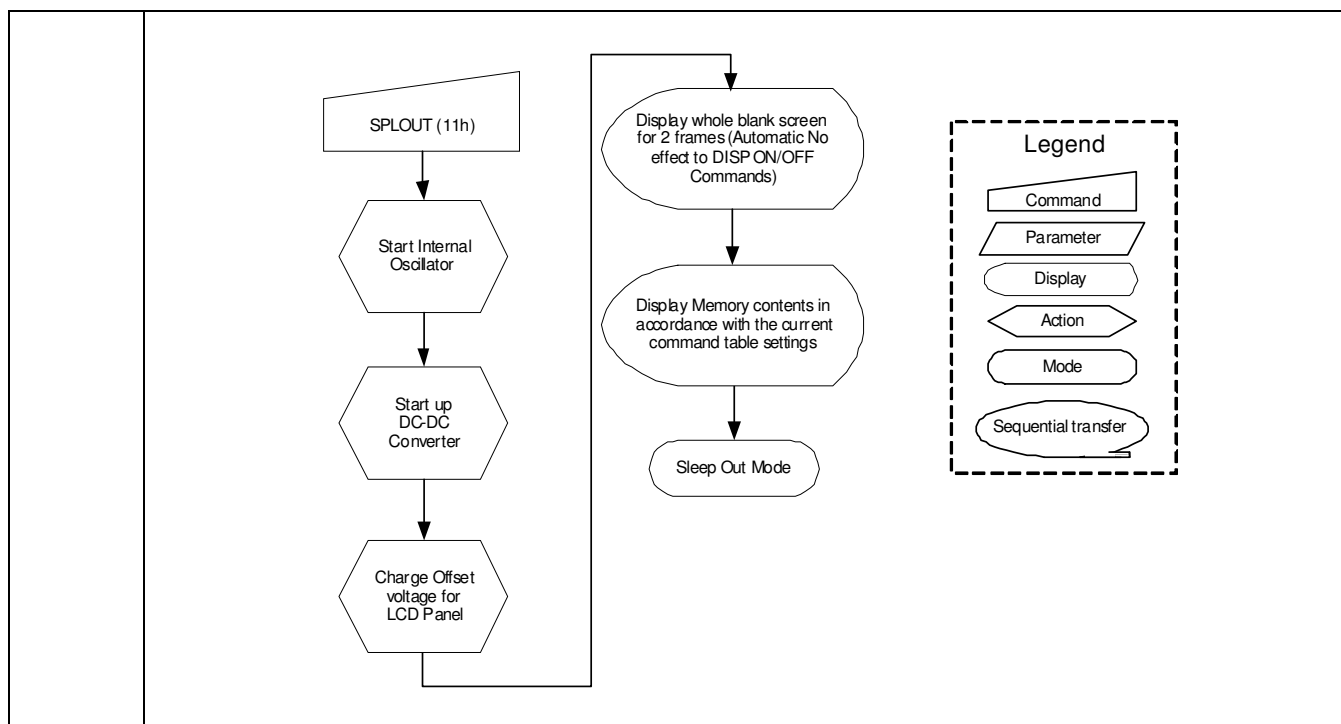 SPLOUT (11h)
Start Internal
Oscillator
Start up
DC-DC
Converter
Charge Offset
voltage for
LCD Panel
Display whole blank screen
for 2 frames (Automatic No
effect to DISP ON/OFF
Commands)
Display Memory contents in
accordance with the current
command table settings
Sleep Out Mode
Legend
Command
Parameter
Display
Action
Mode
Sequential transfer